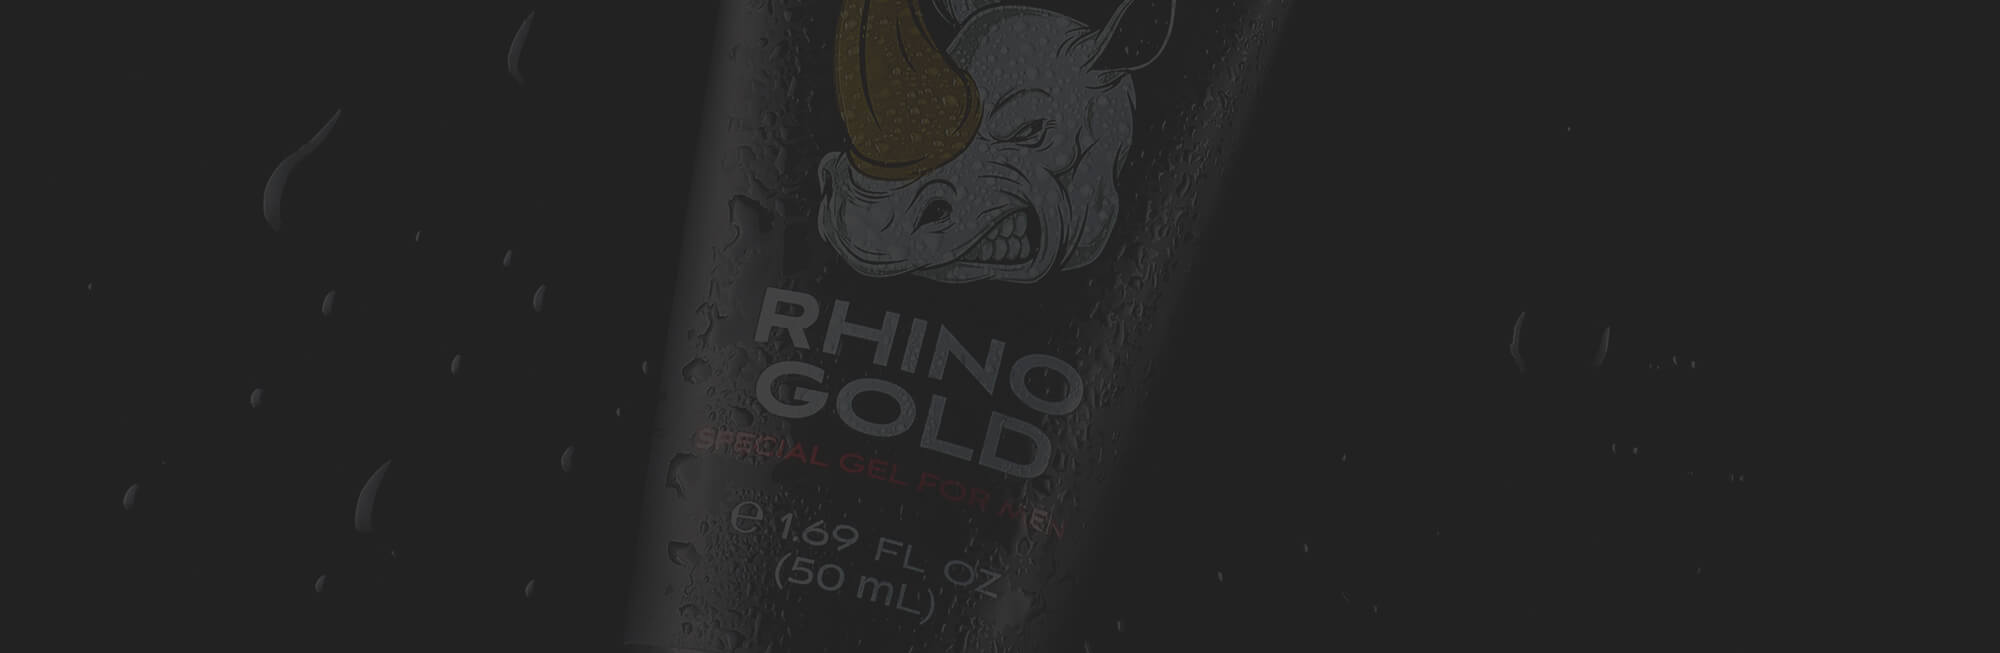 RHINO
GOLD
SPECIAL GEL FOR MEN
e 1.69 FL OZ
(50 mL)